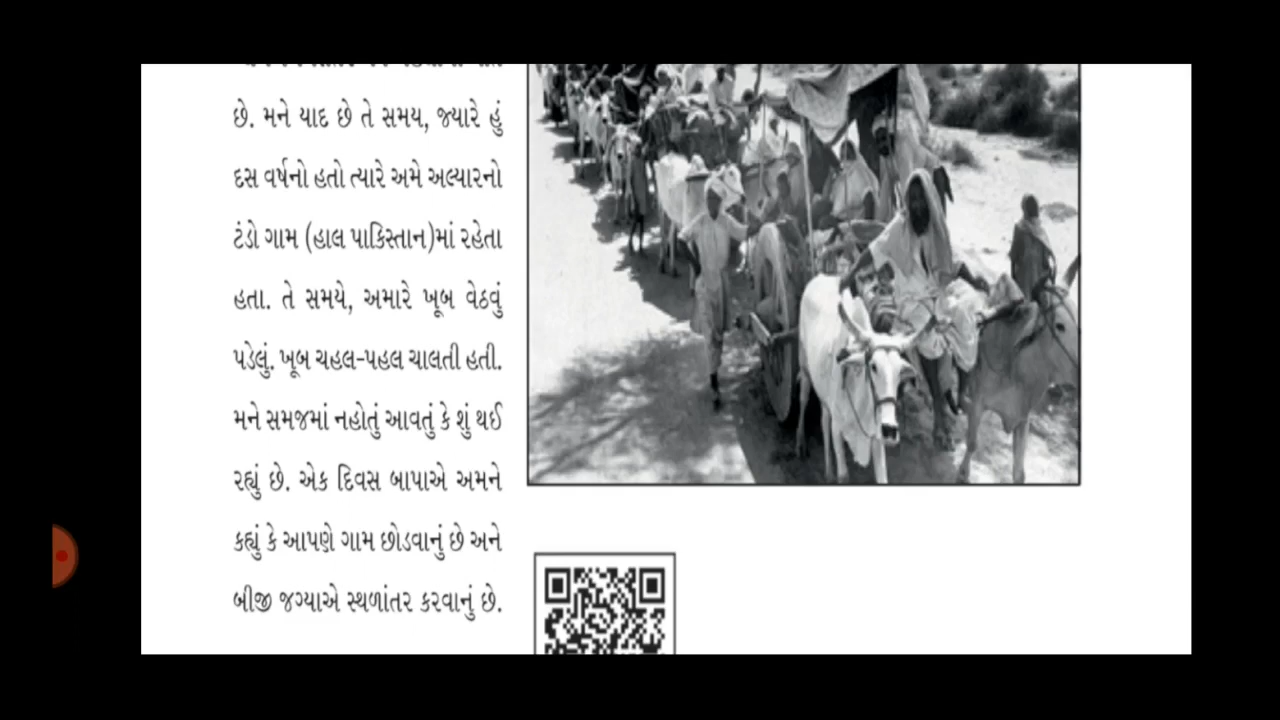 છે. મને યાદ છે તે સમય, જ્યારે હું
દસ વર્ષનો હતો ત્યારે અમે અલ્યારનો
ટંડો ગામ (હાલ પાકિસ્તાન)માં રહેતા
હતા. તે સમયે, અમારે ખૂબ વેઠવું
પડેલું. ખૂબ ચહલ-પહલ ચાલતી હતી.
મને સમજમાં નહોતું આવતું કે શું થઈ
રહ્યું છે. એક દિવસ બાપાએ અમને
કહ્યું કે આપણે ગામ છોડવાનું છે અને
બીજી જગ્યાએ સ્થળાંતર કરવાનું છે.